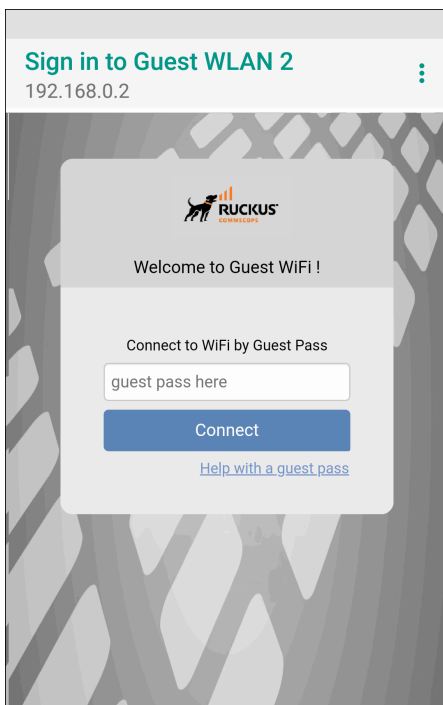 Sign in to Guest WLAN 2
192.168.0.2
RUCKUS
COMMSCOPE
Welcome to Guest WiFi !
Connect to WiFi by Guest Pass
guest pass here
Connect
Help with a guest pass